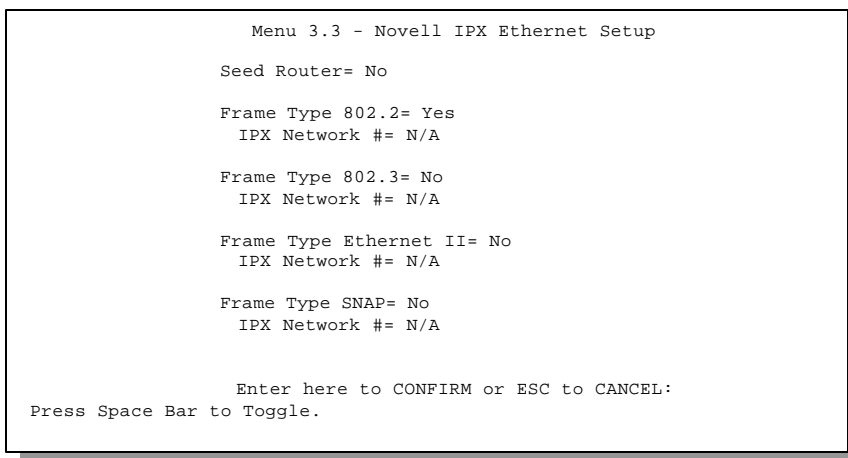 Menu 3.3 - Novell IPX Ethernet Setup
Seed Router= No
Frame Type 802.2= Yes
IPX Network #= N/A
Frame Type 802.3= No
IPX Network #= N/A
Frame Type Ethernet II= No
IPX Network #= N/A
Frame Type SNAP= No
IPX Network #= N/A
Enter here to CONFIRM or ESC to CANCEL:
Press Space Bar to Toggle.